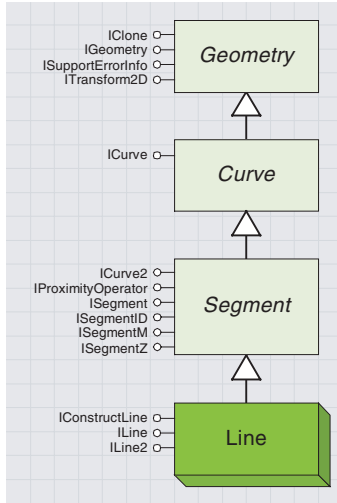 IClone
IGeometry
ISupportErrorInfo
ITransform2D
Geometry
ICurve
Curve
ICurve2
IProximityOperator
ISegment
ISegmentID
ISegmentM
ISegmentZ
Segment
IConstructLine
ILine
ILine2
Line